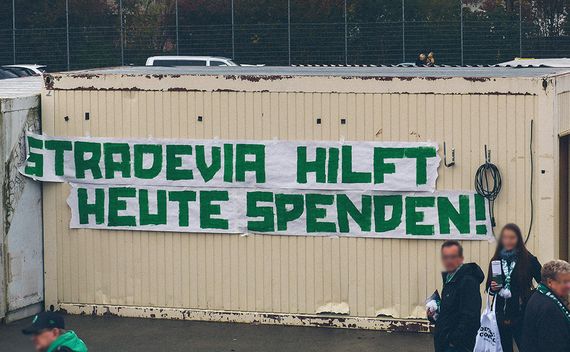 STRADEVIA HILFT
HEUTE SPENDEN!